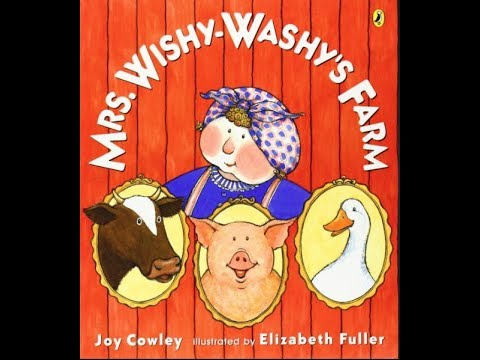 MRS. WISHY-WASHY'S FARM
Joy Cowley illustrated by Elizabeth Fuller